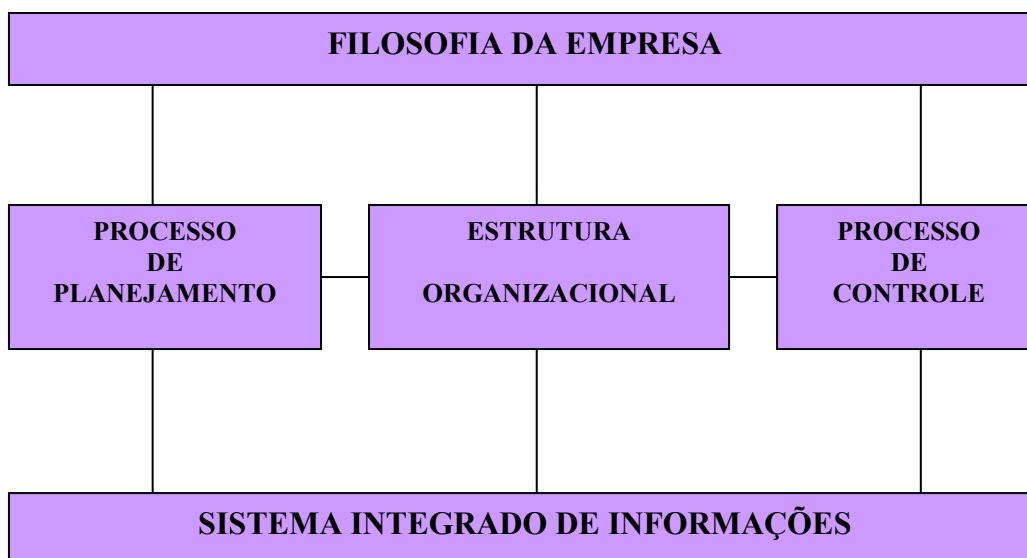 FILOSOFIA DA EMPRESA
PROCESSO
DE
PLANEJAMENTO
ESTRUTURA
ORGANIZACIONAL
PROCESSO
DE
CONTROLE
SISTEMA INTEGRADO DE INFORMAÇÕES